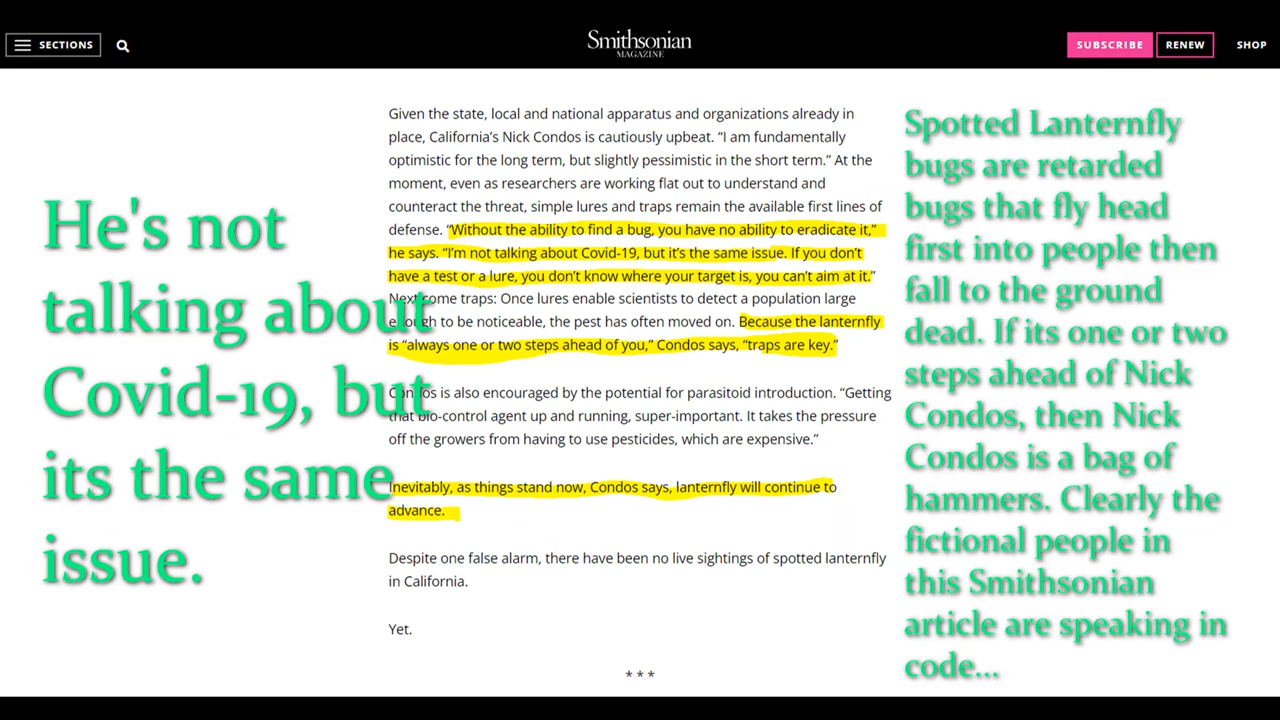 SECTIONS
Smithsonian
MAGAZINE
SUBSCRIBE
RENEW
SHOP
He's not
talking about
Covid-19, but
its the same
issue.
Given the state, local and national apparatus and organizations already in
place, California’s Nick Condos is cautiously upbeat. “I am fundamentally
optimistic for the long term, but slightly pessimistic in the short term.” At the
moment, even as researchers are working flat out to understand and
counteract the threat, simple lures and traps remain the available first lines of
defense. “Without the ability to find a bug, you have no ability to eradicate it,”
he says. “I’m not talking about Covid-19, but it’s the same issue. If you don’t
have a test or a lure, you don’t know where your target is, you can’t aim at it.”
Next come traps: Once lures enable scientists to detect a population large
enough to be noticeable, the pest has often moved on. Because the lanternfly
is “always one or two steps ahead of you,” Condos says, “traps are key.”
Condos is also encouraged by the potential for parasitoid introduction. “Getting
that bio-control agent up and running, super-important. It takes the pressure
off the growers from having to use pesticides, which are expensive.”
Inevitably, as things stand now, Condos says, lanternfly will continue to
advance.
Despite one false alarm, there have been no live sightings of spotted lanternfly
in California.
Yet.
* * *
Spotted Lanternfly
bugs are retarded
bugs that fly head
first into people then
fall to the ground
dead. If its one or two
steps ahead of Nick
Condos, then Nick
Condos is a bag of
hammers. Clearly the
fictional people in
this Smithsonian
article are speaking in
code...